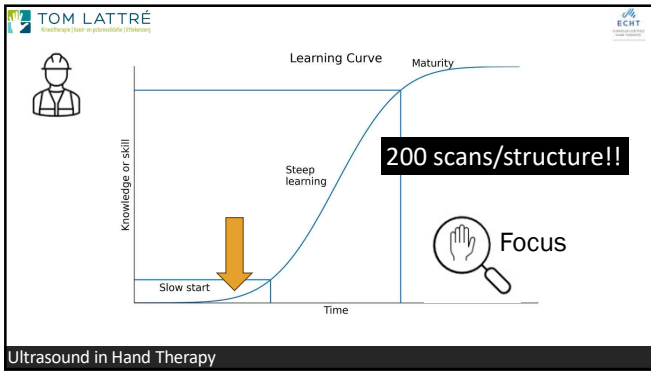 TOM LATTRÉ
ECHT
Learning Curve
Maturity
Knowledge or skill
Steep
learning
200 scans/structure!!
Focus
Slow start
Time
Ultrasound in Hand Therapy